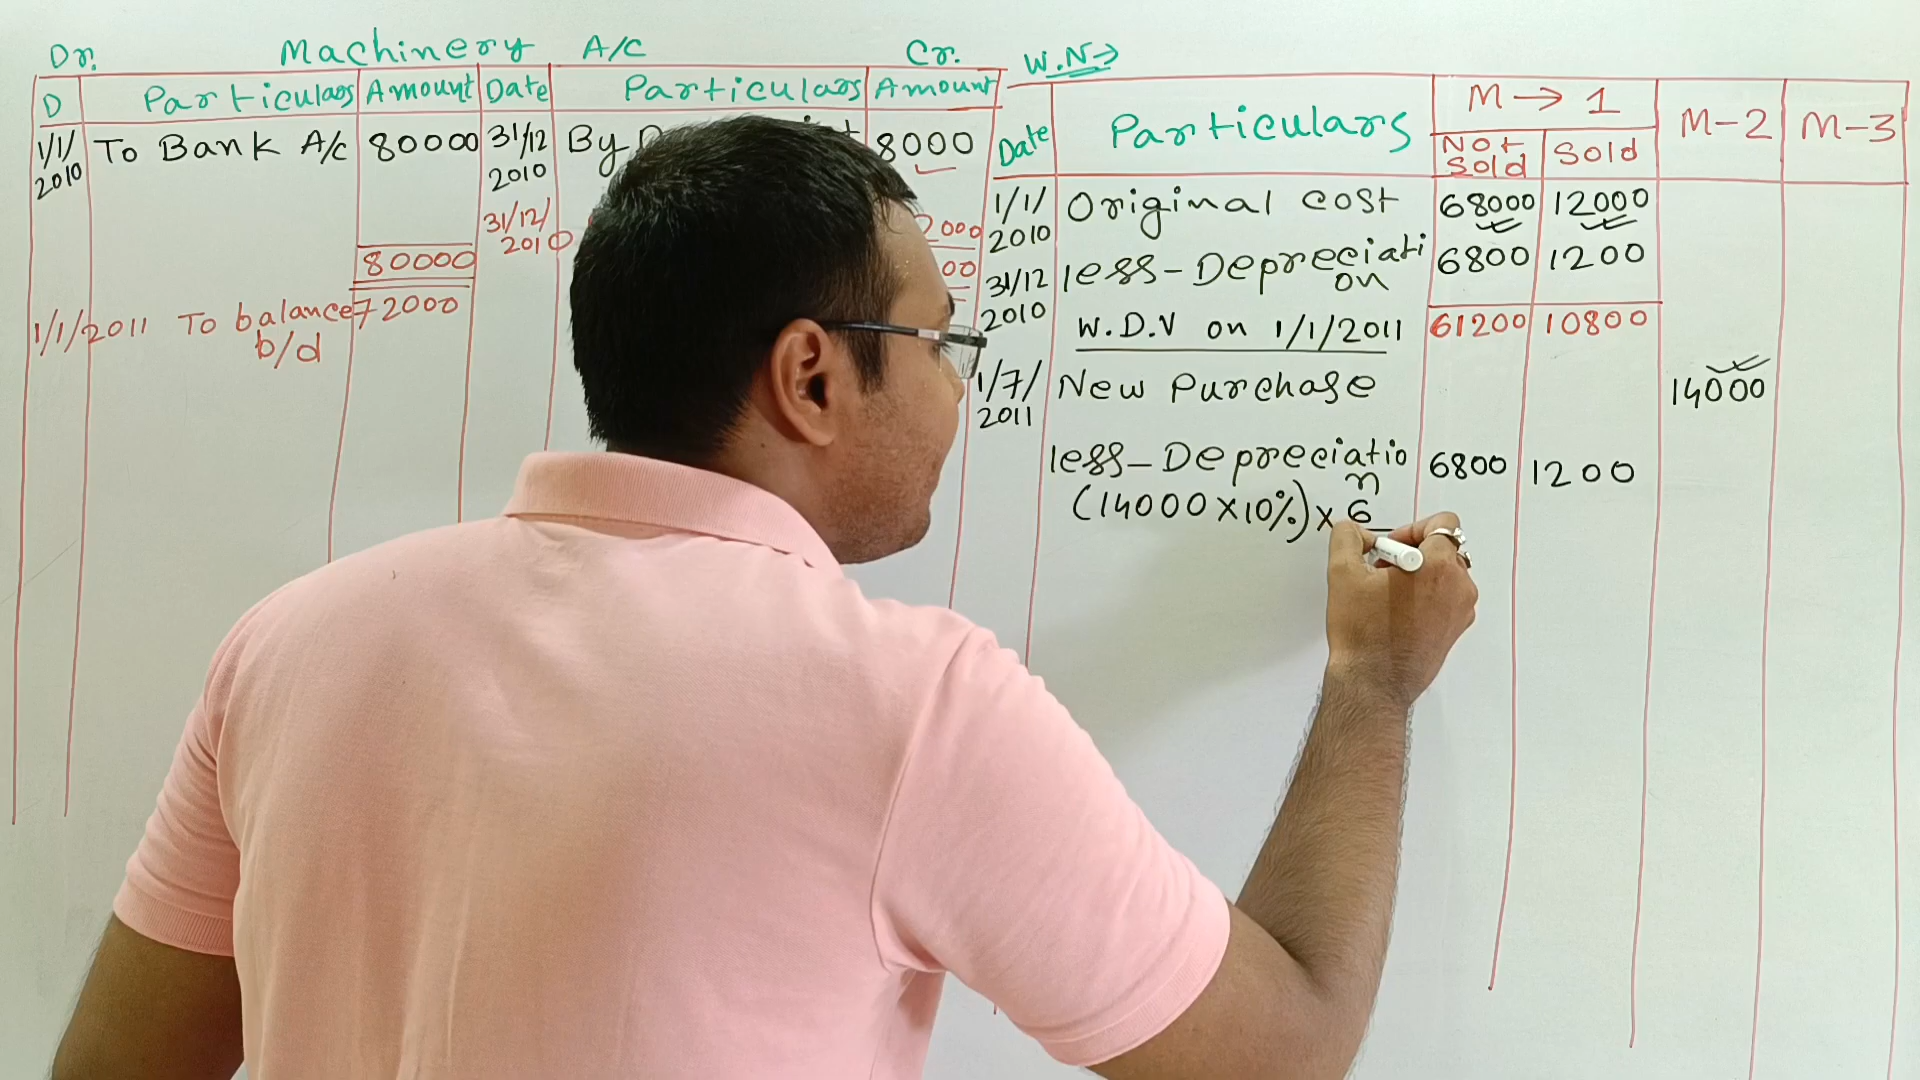 Dr. Machinery A/C Cr.
D Particulars Amount Date Particulars Amount
1/1/2010 To Bank A/c 80000 31/12 2010 By 8000
31/12/2010 2000
80000 00
1/1/2011 To balance b/d 72000
W.N→
Date Particulars M→1 M-2 M-3
Not Sold Sold
1/1/2010 Original cost 68000 12000
31/12 2010 less-Depreciation 6800 1200
W.D.V on 1/1/2011 61200 10800
1/7/2011 New Purchase 14000
less-Depreciation 6800 1200
(14000×10%)×6